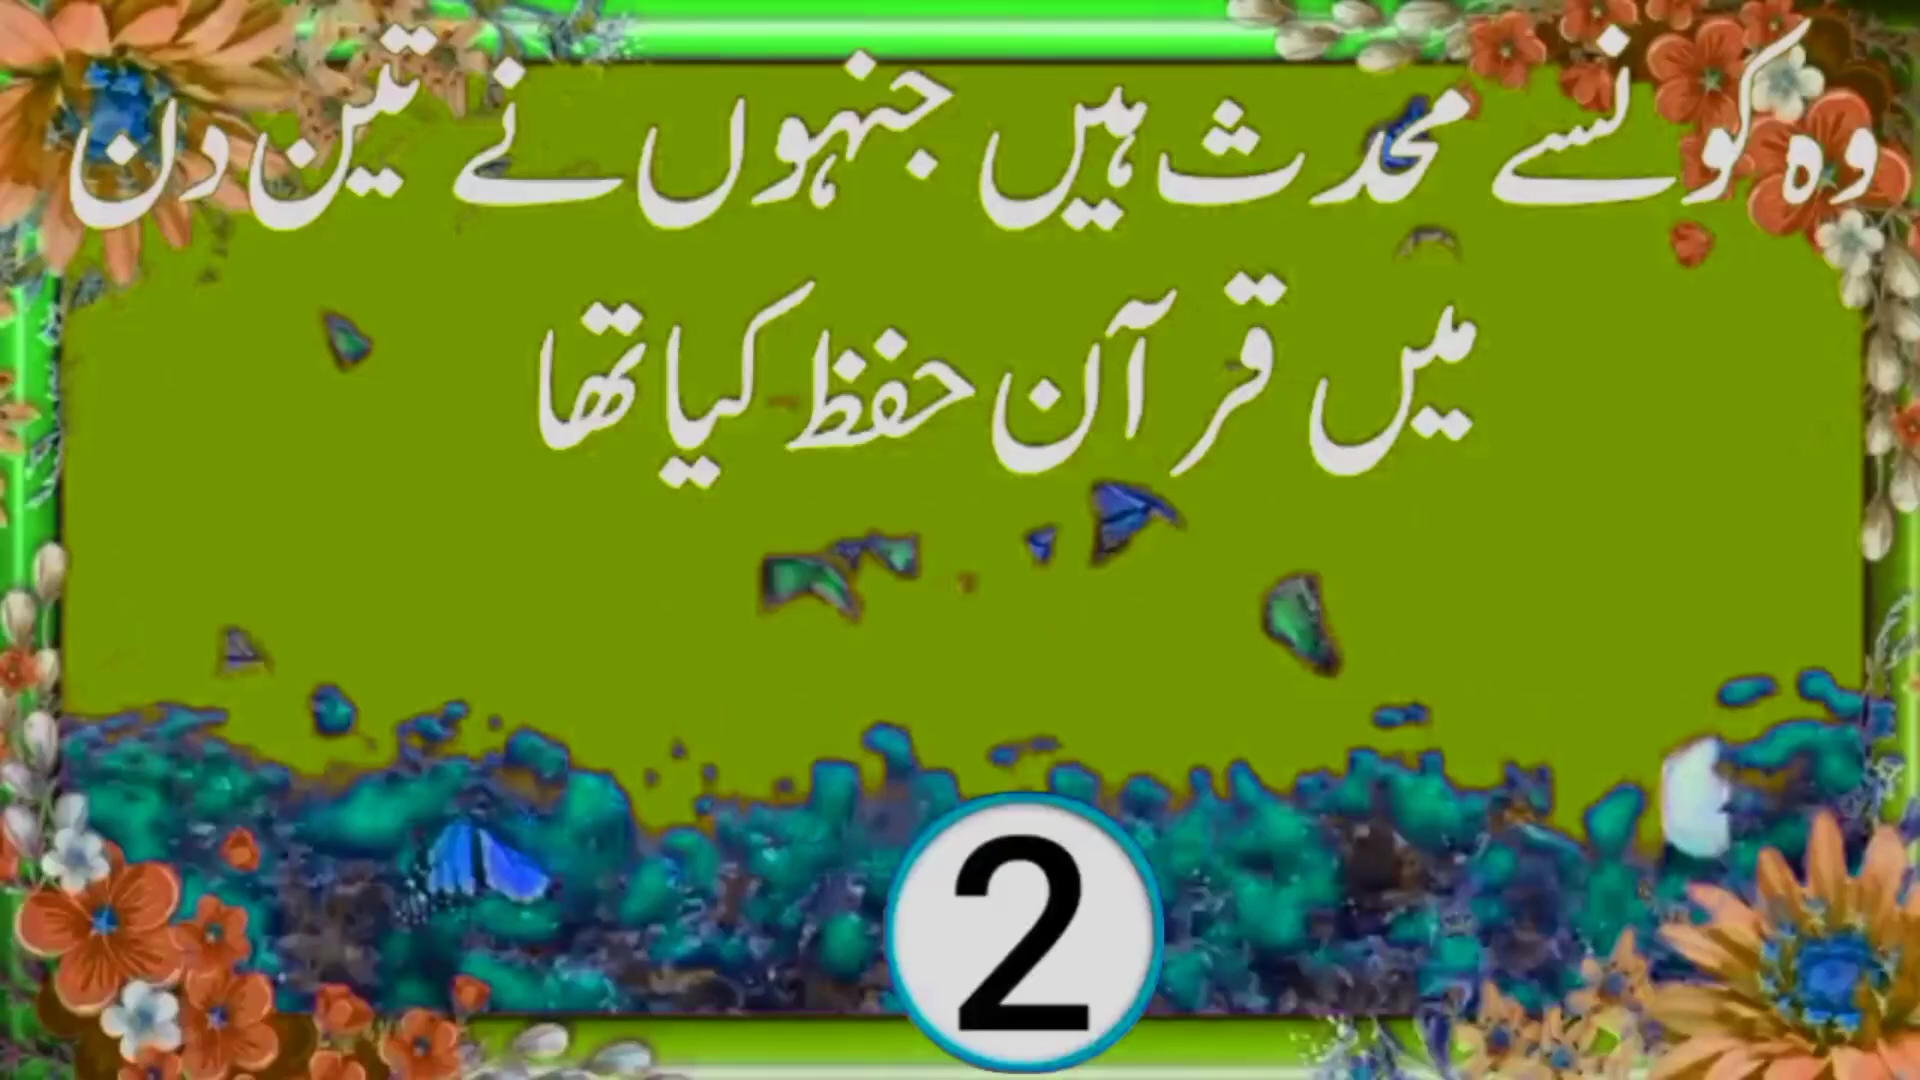 وہ کونسے محدث ہیں جنہوں نے تین دن
میں قرآن حفظ کیا تھا
2